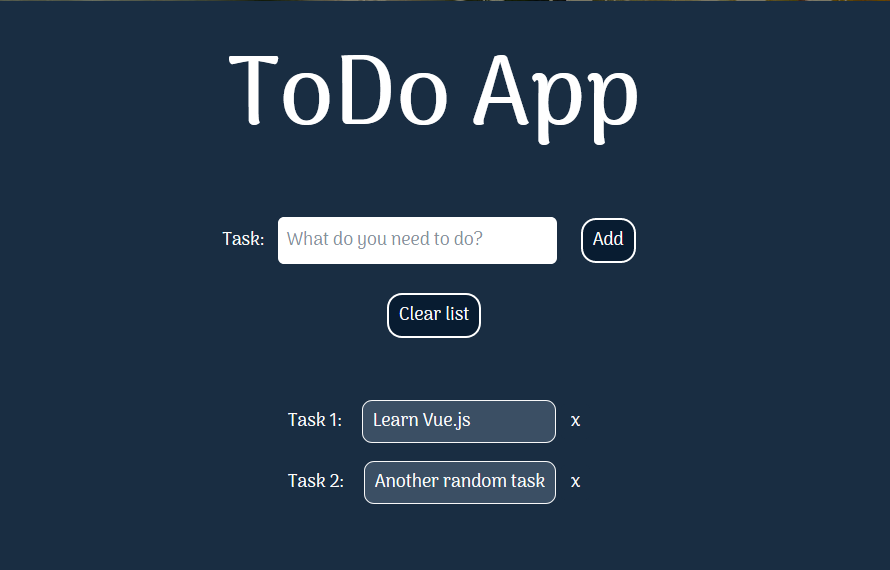 ToDo App
Task: What do you need to do? Add
Clear list
Task 1: Learn Vue.js x
Task 2: Another random task x